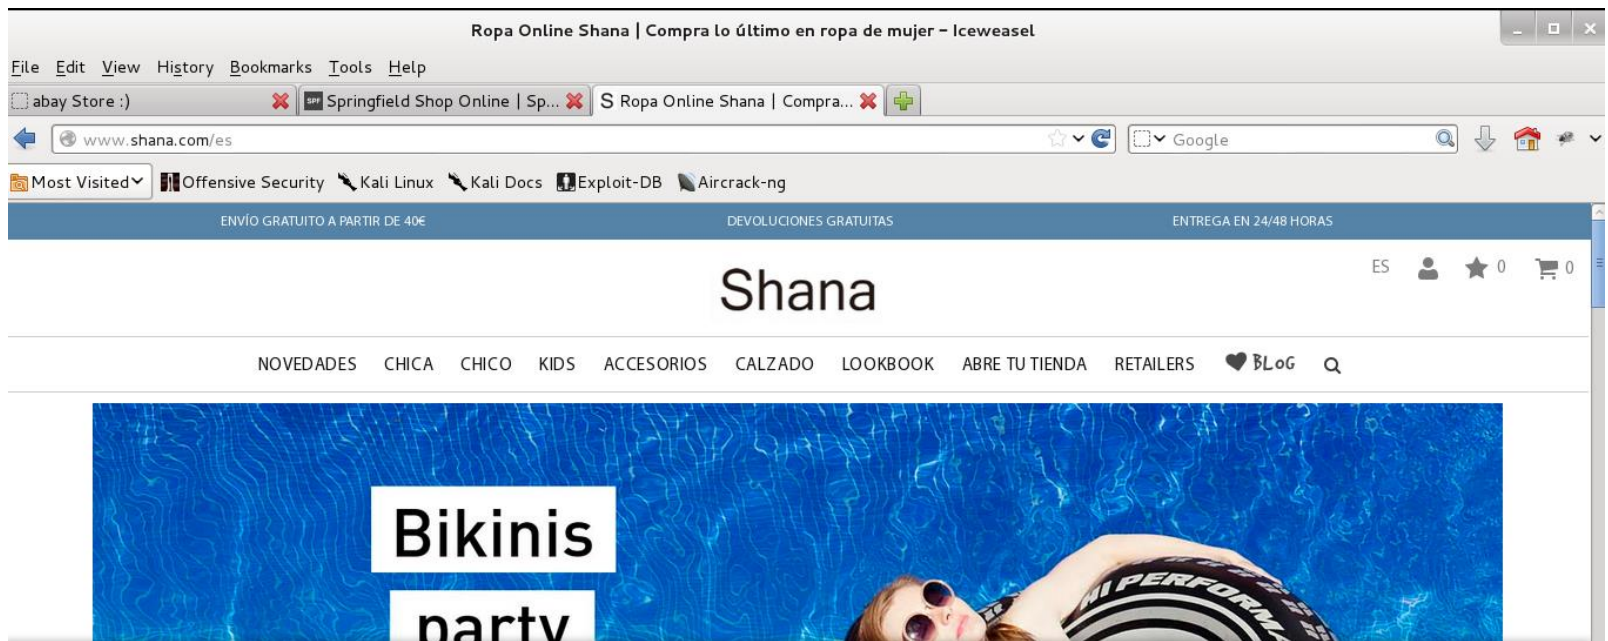 Ropa Online Shana | Compra lo último en ropa de mujer - Iceweasel
File Edit View History Bookmarks Tools Help
abay Store :) SPF Springfield Shop Online | Sp... S Ropa Online Shana | Compra...
www.shana.com/es Google
Most Visited Offensive Security Kali Linux Kali Docs Exploit-DB Aircrack-ng
ENVÍO GRATUITO A PARTIR DE 40€ DEVOLUCIONES GRATUITAS ENTREGA EN 24/48 HORAS
ES 0 0
Shana
NOVEDADES CHICA CHICO KIDS ACCESORIOS CALZADO LOOKBOOK ABRE TU TIENDA RETAILERS BLOG
Bikinis
party
HI PERFORMA